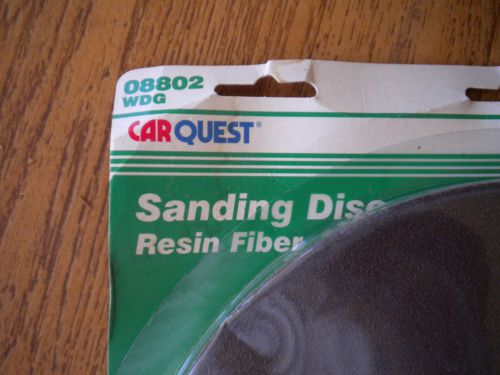 08802
WDG
CARQUEST®
Sanding Disc
Resin Fiber